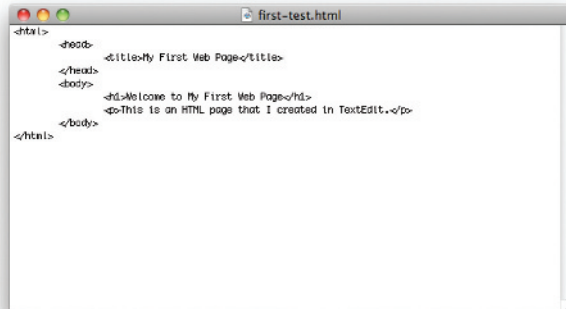 first-test.html
<html>
<head>
<title>My First Web Page</title>
</head>
<body>
<h1>Welcome to My First Web Page</h1>
<p>This is an HTML page that I created in TextEdit.</p>
</body>
</html>